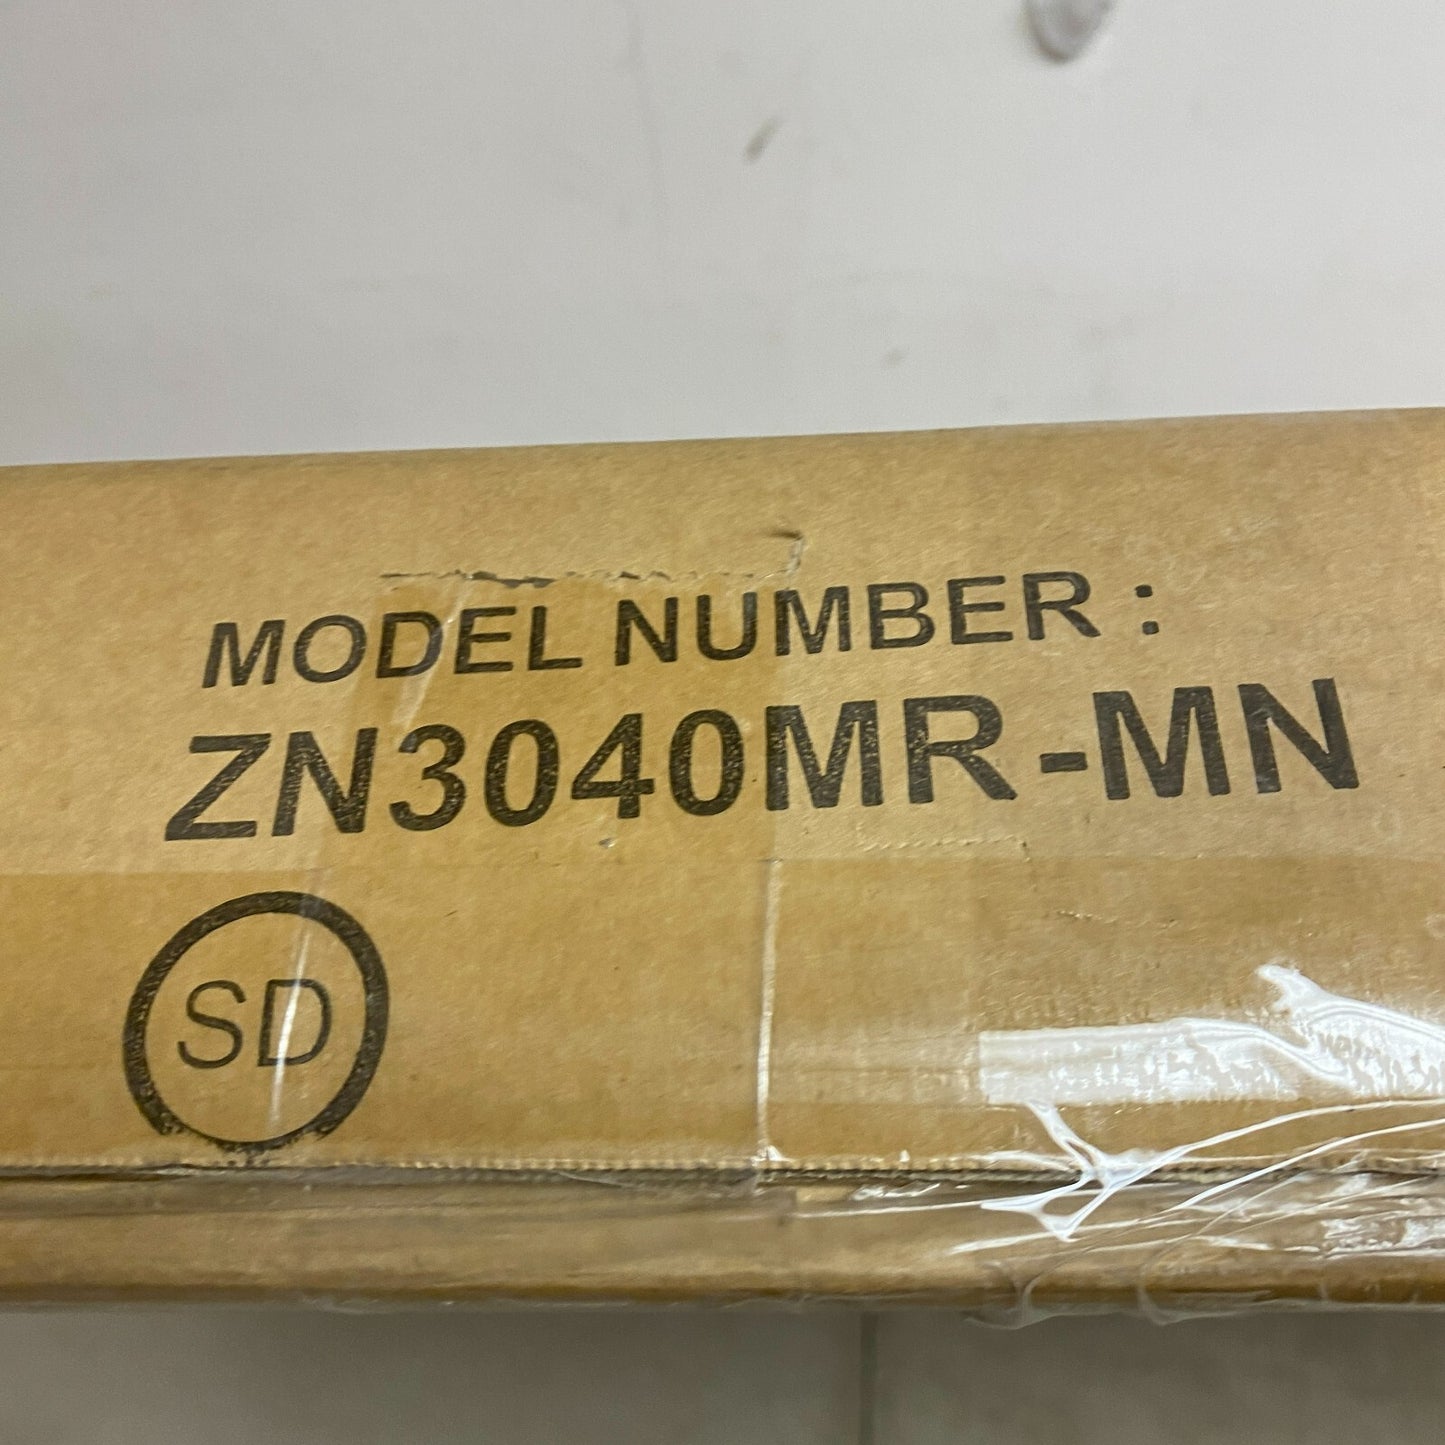 MODEL NUMBER :
ZN3040MR-MN
SD